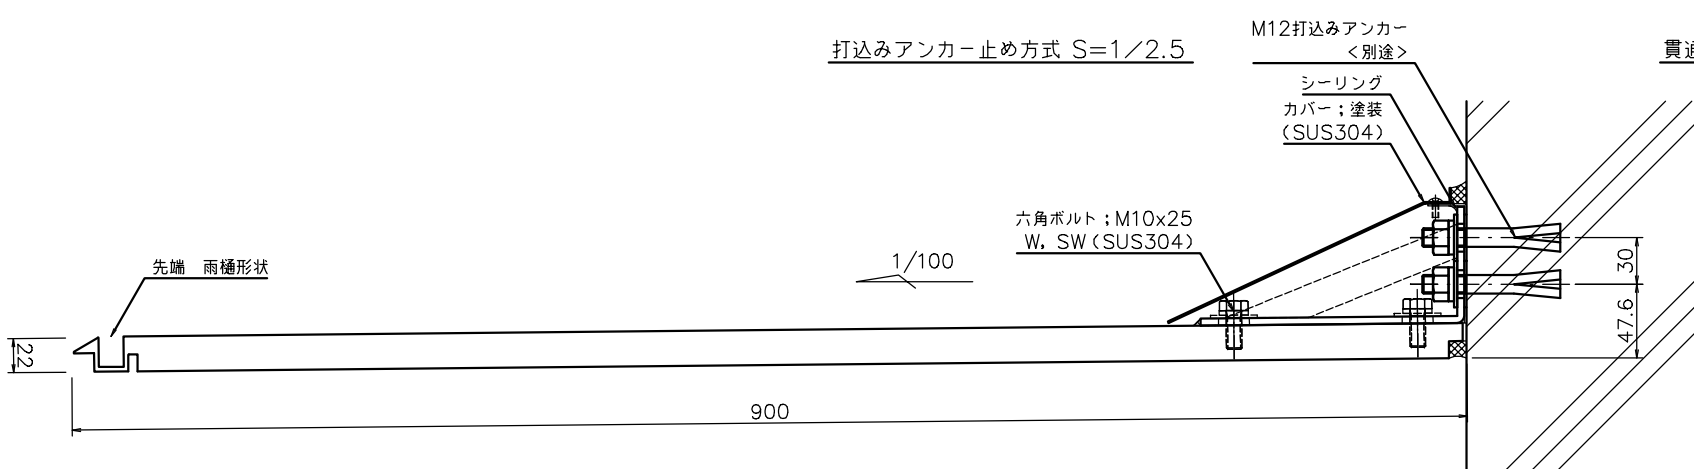 打込みアンカー止め方式 S=1/2.5
M12打込みアンカー
<別途>
貫通
シーリング
カバー;塗装
(SUS304)
六角ボルト;M10x25
W, SW(SUS304)
1/100
先端 雨樋形状
22
30
47.6
900